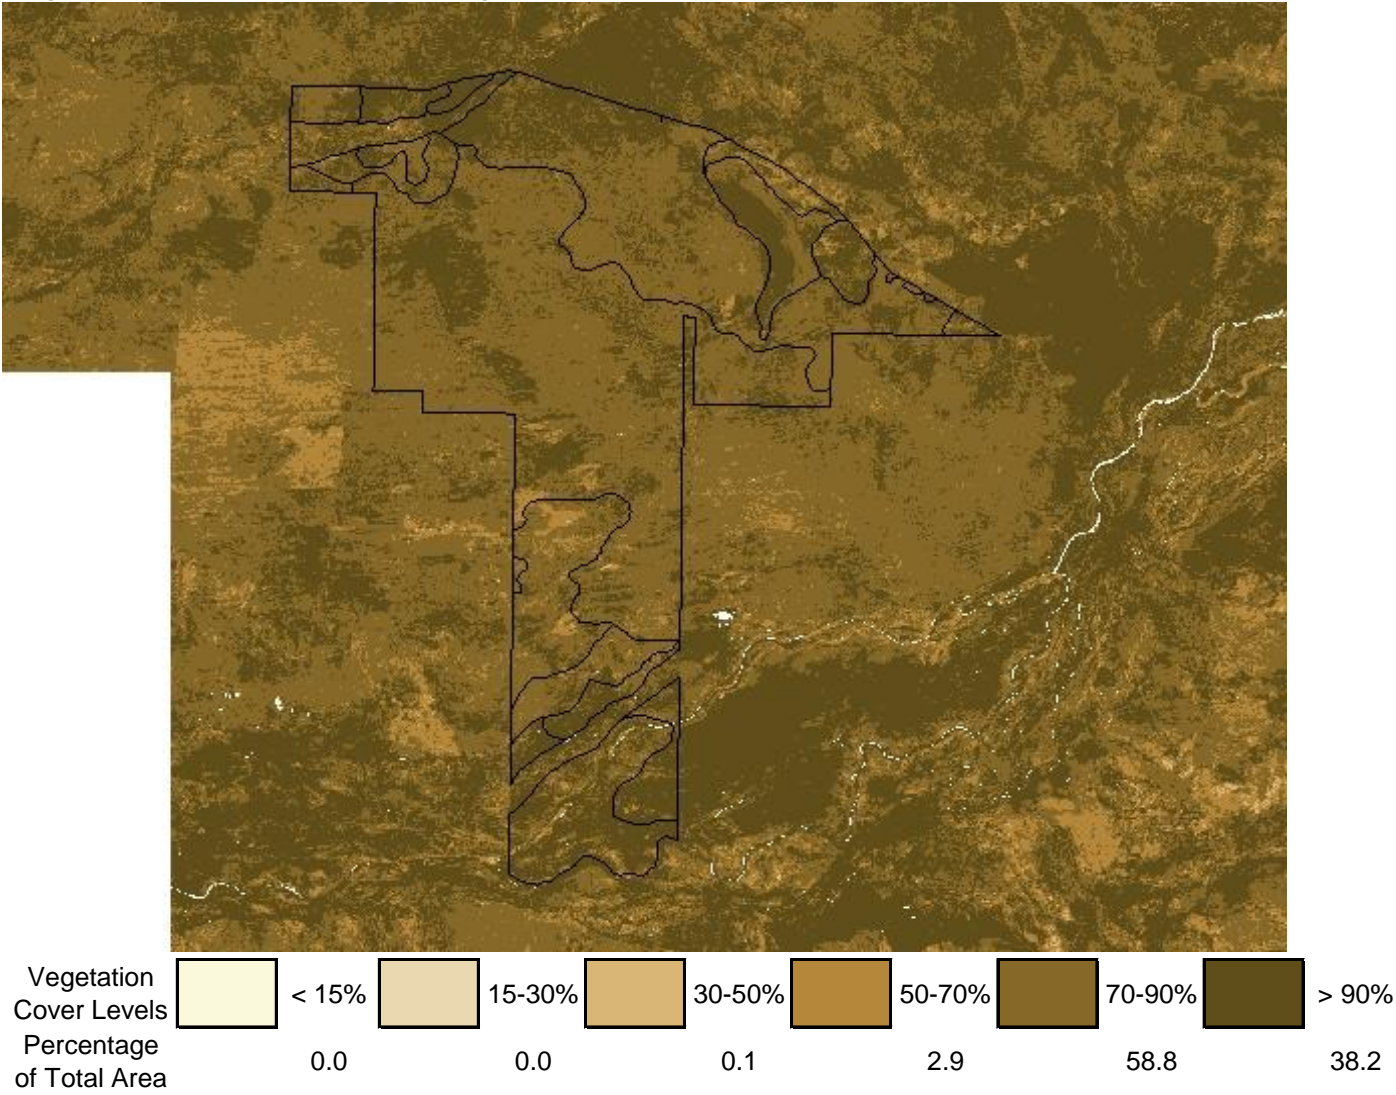 Vegetation
Cover Levels
< 15% 15-30% 30-50% 50-70% 70-90% > 90%
Percentage
of Total Area
0.0 0.0 0.1 2.9 58.8 38.2